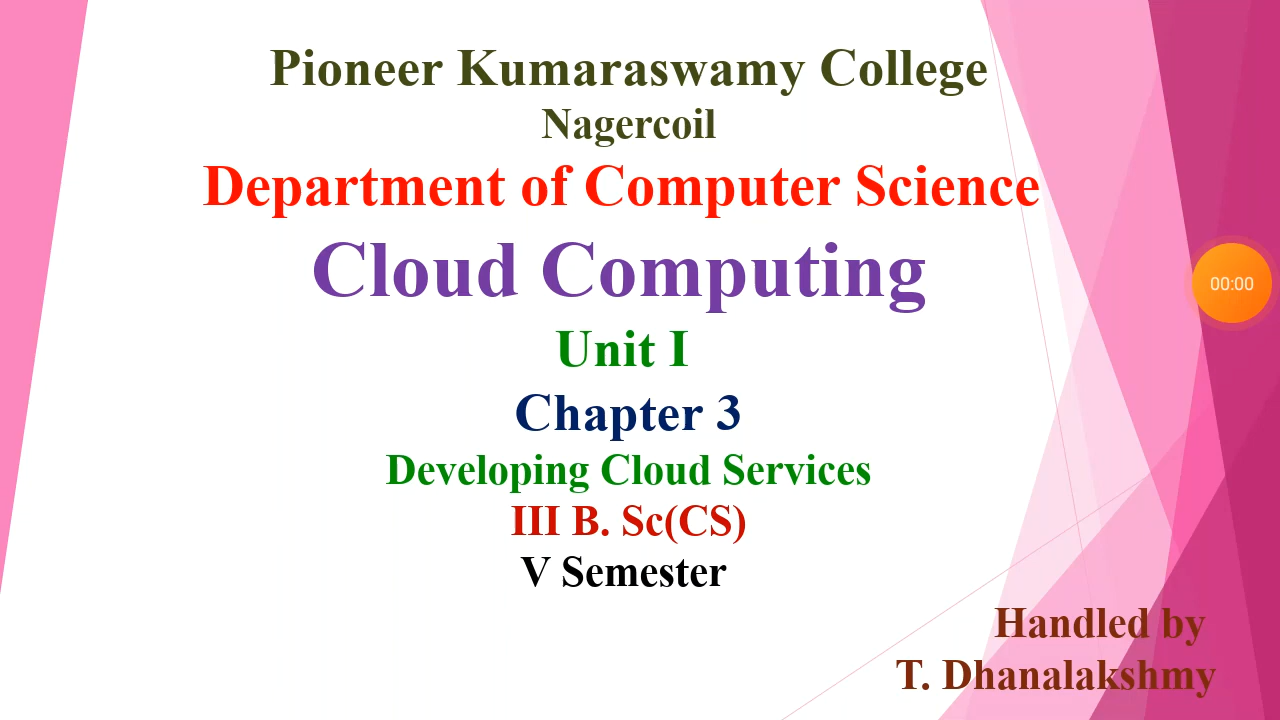 Pioneer Kumaraswamy College
Nagercoil
Department of Computer Science
Cloud Computing
00:00
Unit I
Chapter 3
Developing Cloud Services
III B. Sc(CS)
V Semester
Handled by
T. Dhanalakshmy